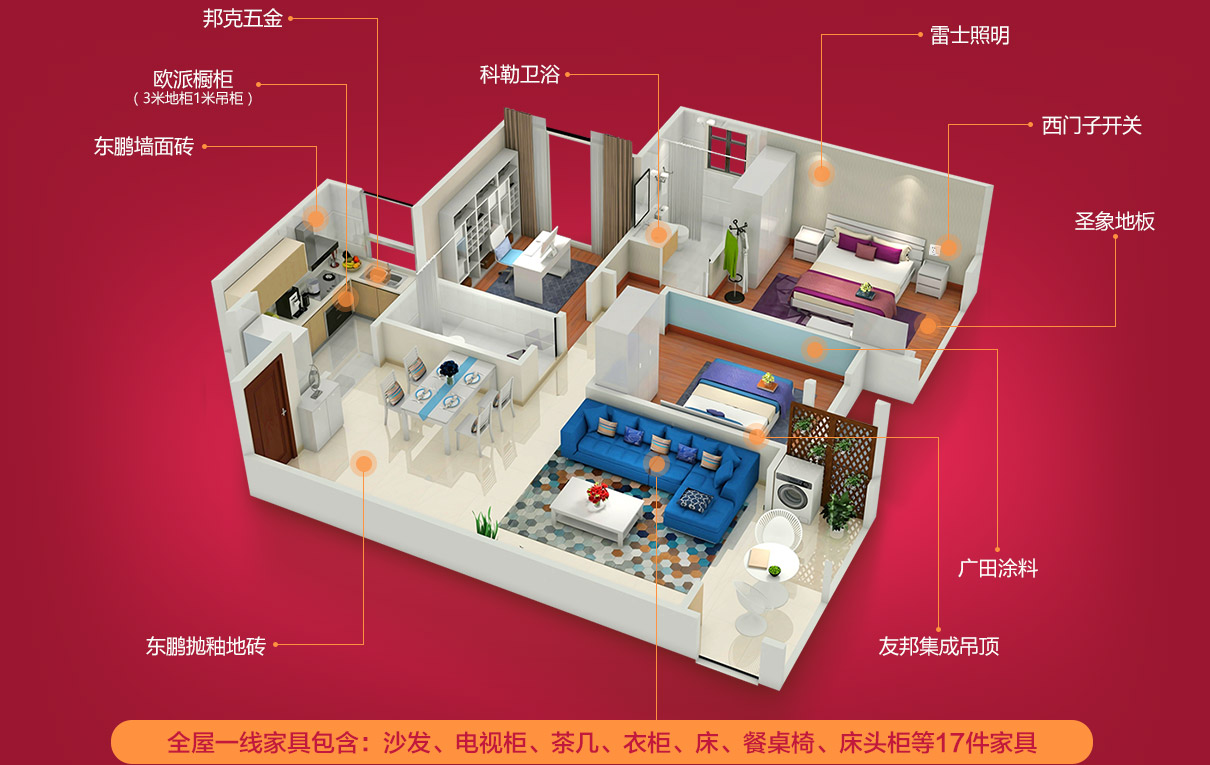 邦克五金
雷士照明
科勒卫浴
欧派橱柜
（3米地柜1米吊柜）
西门子开关
东鹏墙面砖
圣象地板
广田涂料
东鹏抛釉地砖
友邦集成吊顶
全屋一线家具包含：沙发、电视柜、茶几、衣柜、床、餐桌椅、床头柜等17件家具